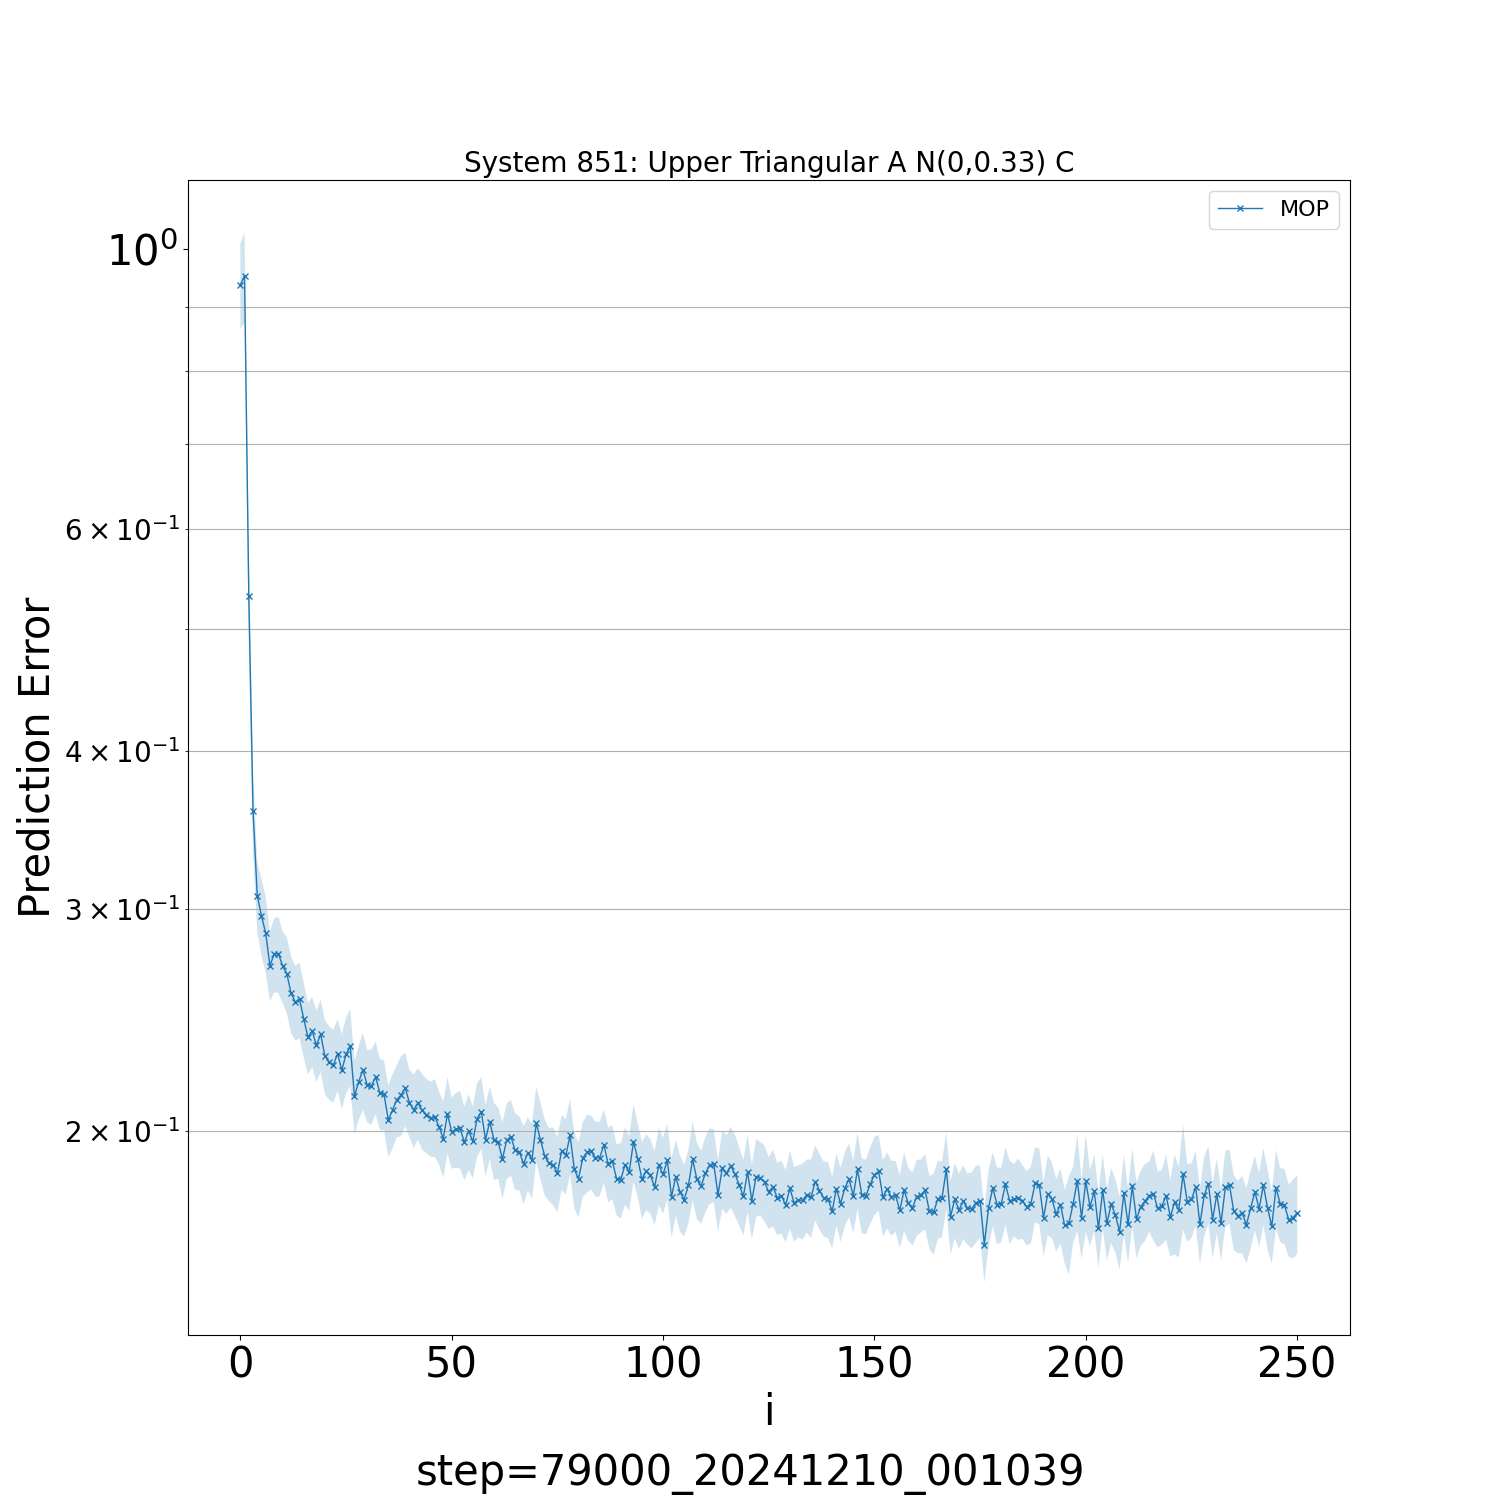 System 851: Upper Triangular A N(0,0.33) C
MOP
10⁰
6 × 10⁻¹
4 × 10⁻¹
3 × 10⁻¹
2 × 10⁻¹
Prediction Error
0 50 100 150 200 250
i
step=79000_20241210_001039